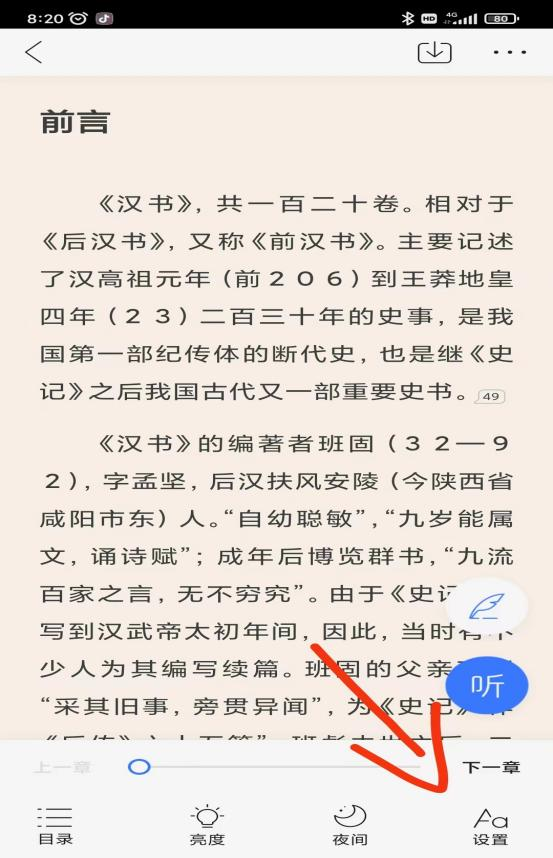 8:20 HD 4G 80
前言
《汉书》，共一百二十卷。相对于
《后汉书》，又称《前汉书》。主要记述
了汉高祖元年（前２０６）到王莽地皇
四年（２３）二百三十年的史事，是我
国第一部纪传体的断代史，也是继《史
记》之后我国古代又一部重要史书。 49
《汉书》的编著者班固（３２—９
２），字孟坚，后汉扶风安陵（今陕西省
咸阳市东）人。“自幼聪敏”，“九岁能属
文，诵诗赋”；成年后博览群书，“九流
百家之言，无不穷究”。由于《史记
写到汉武帝太初年间，因此，当时有不
少人为其编写续篇。班固的父亲
“采其旧事，旁贯异闻”，为《史记》作
听
上一章 下一章
目录 亮度 夜间 Aa 设置